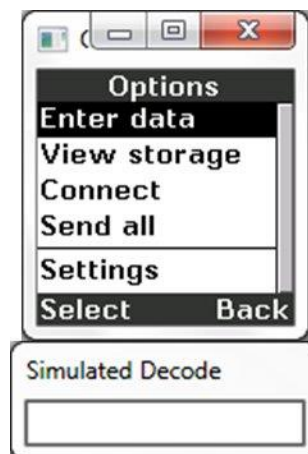 Options
Enter data
View storage
Connect
Send all
Settings
Select Back
Simulated Decode